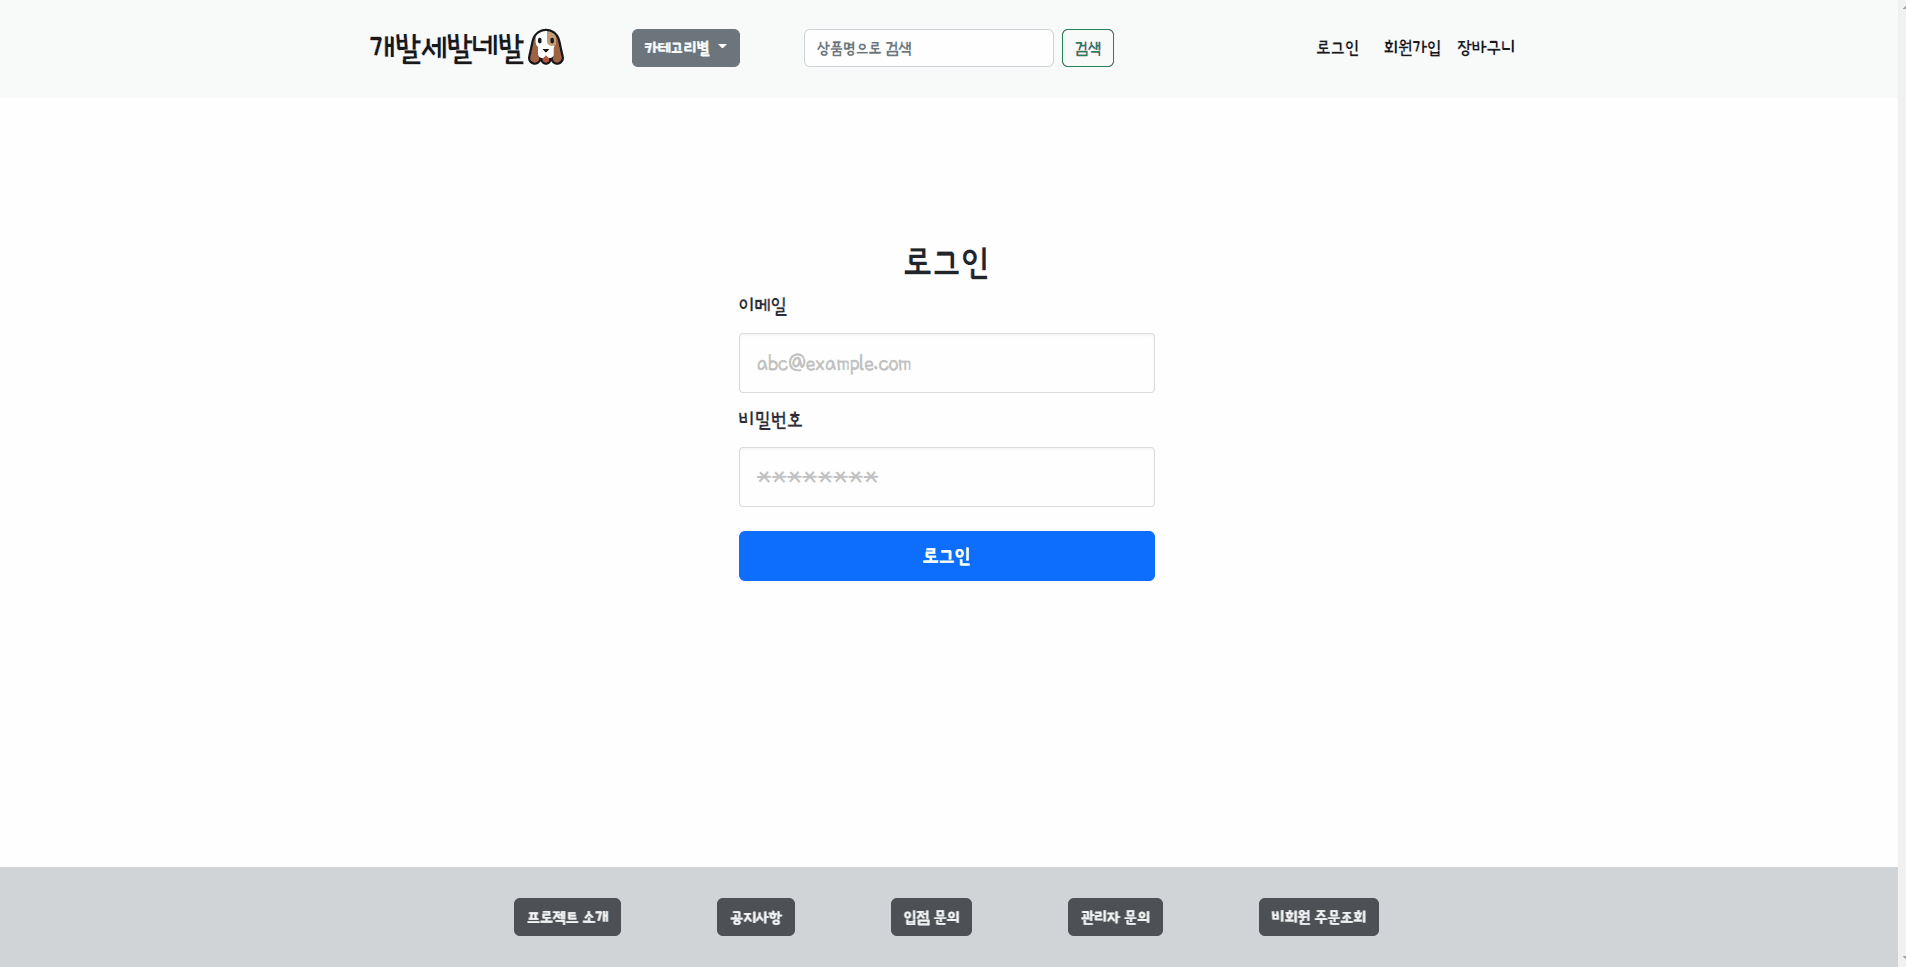 개발세발네발
카테고리별
상품명으로 검색
검색
로그인
회원가입
장바구니
로그인
이메일
abc@example.com
비밀번호
********
로그인
프로젝트 소개
공지사항
입점 문의
관리자 문의
비회원 주문조회